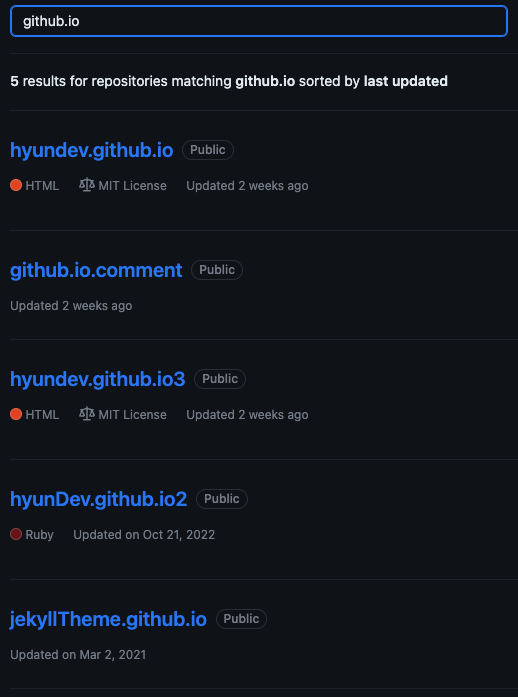 github.io
5 results for repositories matching github.io sorted by last updated
hyundev.github.io Public
HTML MIT License Updated 2 weeks ago
github.io.comment Public
Updated 2 weeks ago
hyundev.github.io3 Public
HTML MIT License Updated 2 weeks ago
hyunDev.github.io2 Public
Ruby Updated on Oct 21, 2022
jekyllTheme.github.io Public
Updated on Mar 2, 2021